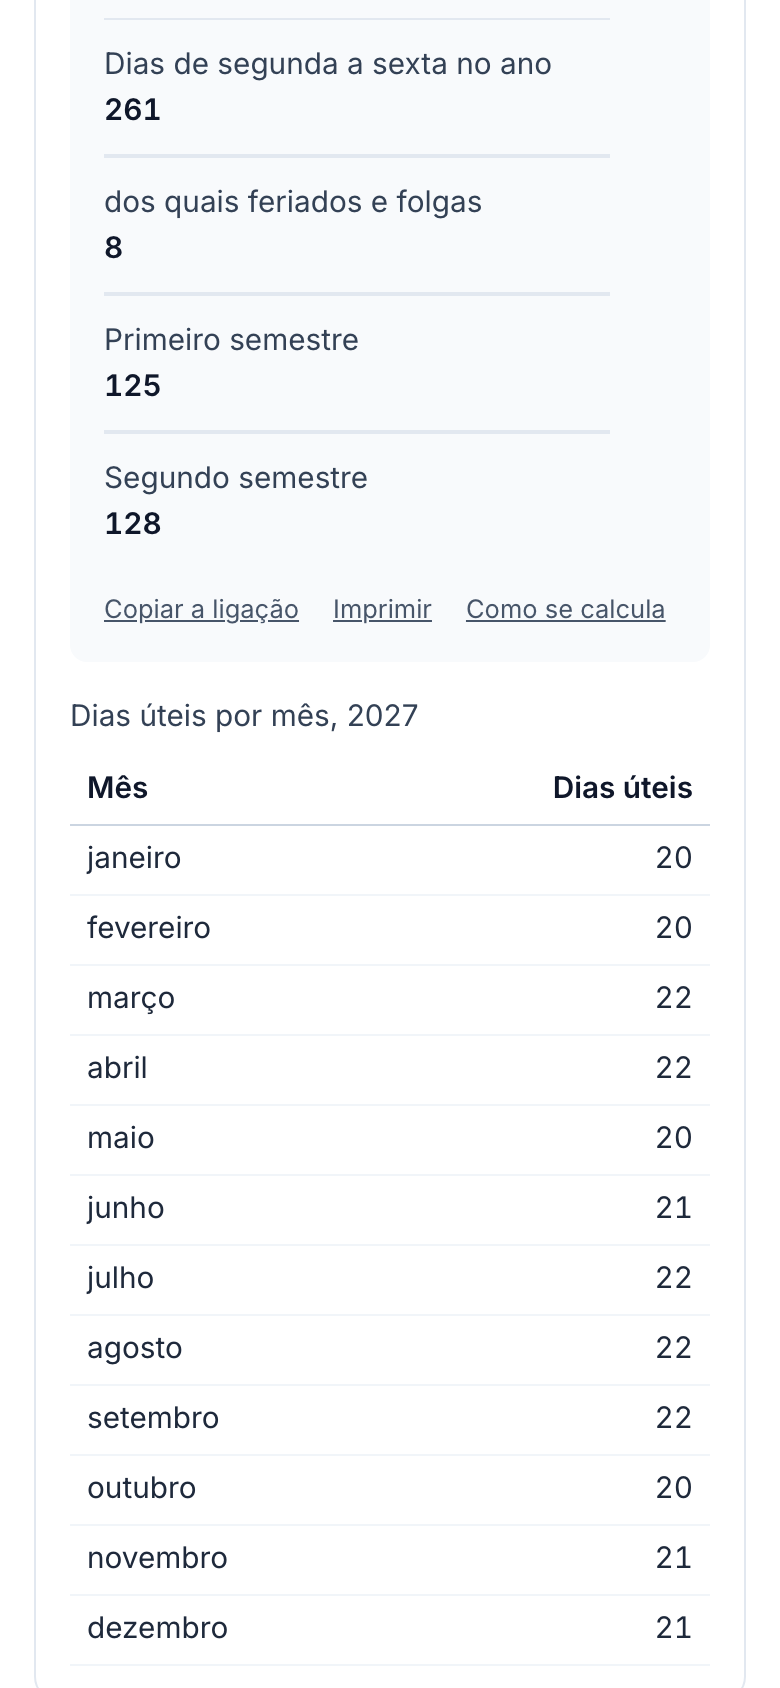 Dias de segunda a sexta no ano
261
dos quais feriados e folgas
8
Primeiro semestre
125
Segundo semestre
128
Copiar a ligação Imprimir Como se calcula
Dias úteis por mês, 2027
Mês Dias úteis
janeiro 20
fevereiro 20
março 22
abril 22
maio 20
junho 21
julho 22
agosto 22
setembro 22
outubro 20
novembro 21
dezembro 21